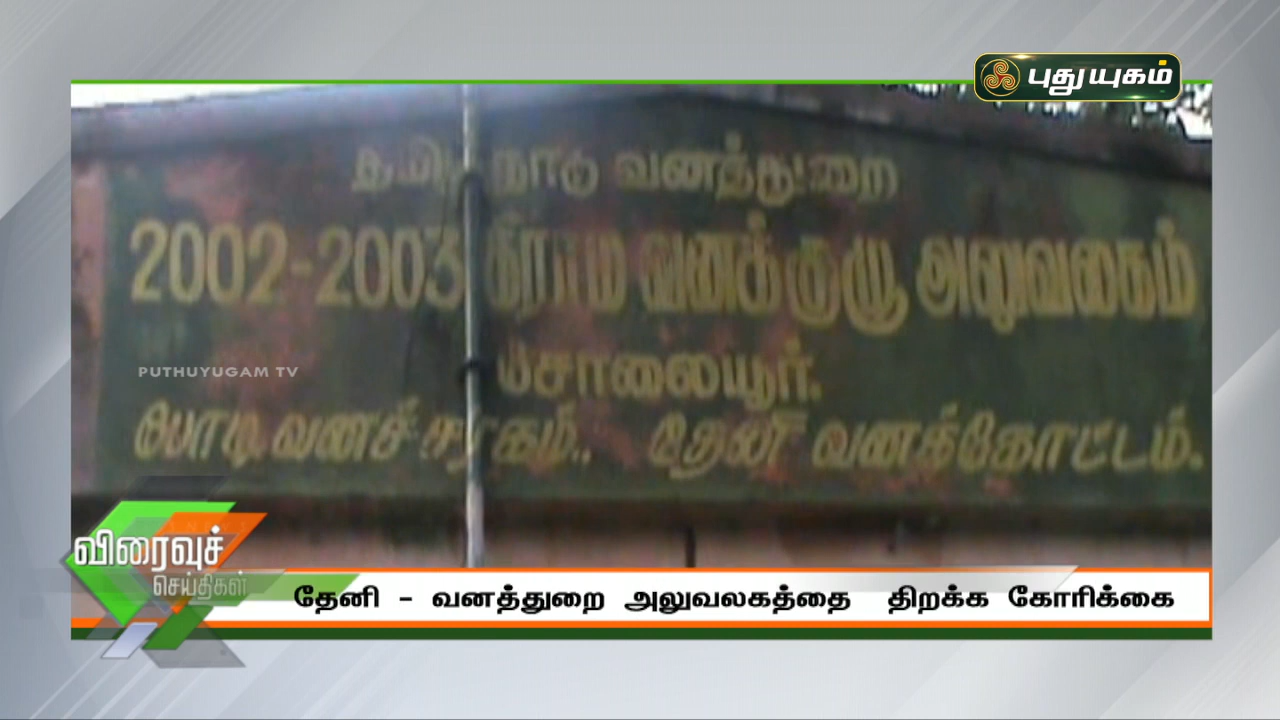 புதுயுகம்
தமிழ்நாடு வனத்துறை
2002-2003 கிராம வனக்குழு அலுவலகம்
சோலையூர்.
PUTHUYUGAM TV
போடி வனச் சரகம்.. தேனி வனக்கோட்டம்.
விரைவுச்
செய்திகள்
தேனி - வனத்துறை அலுவலகத்தை திறக்க கோரிக்கை